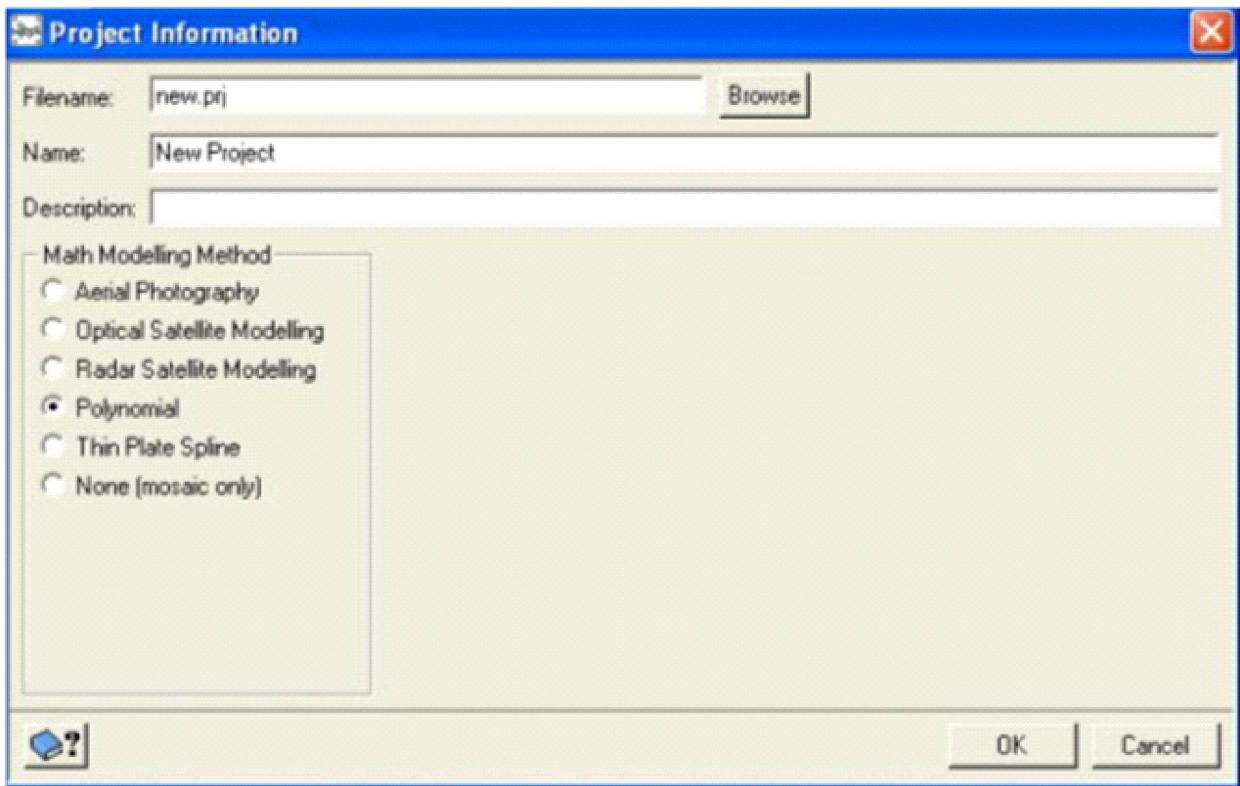 Project Information
Filename: new.prj Browse
Name: New Project
Description:
Math Modelling Method
Aerial Photography
Optical Satellite Modelling
Radar Satellite Modelling
Polynomial
Thin Plate Spline
None (mosaic only)
? OK Cancel